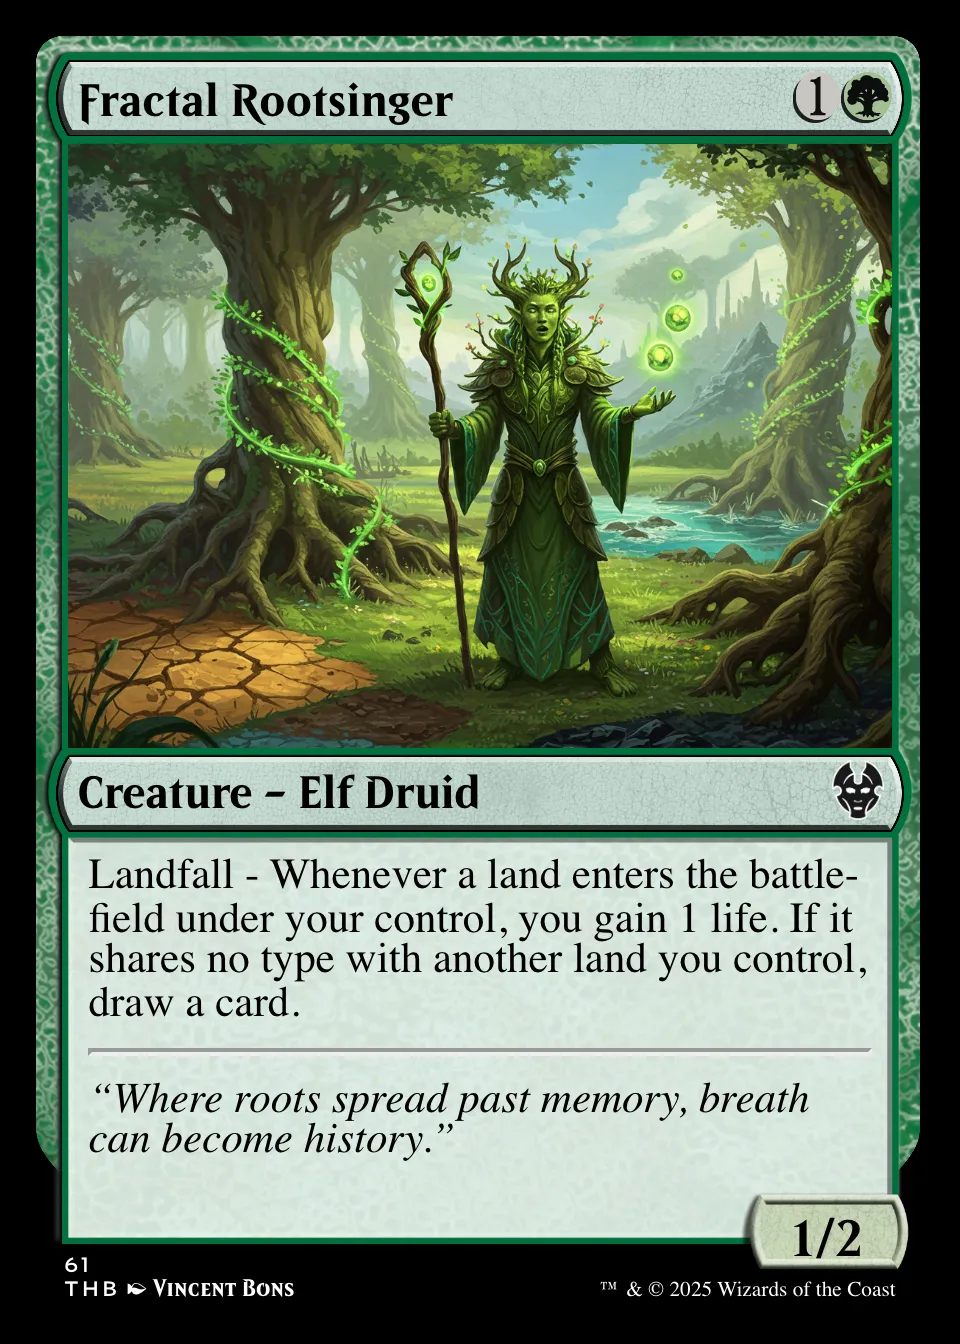 Fractal Rootsinger 1
Creature – Elf Druid
Landfall - Whenever a land enters the battle-
field under your control, you gain 1 life. If it
shares no type with another land you control,
draw a card.
“Where roots spread past memory, breath
can become history.”
1/2
61
THB Vincent Bons
™ & © 2025 Wizards of the Coast